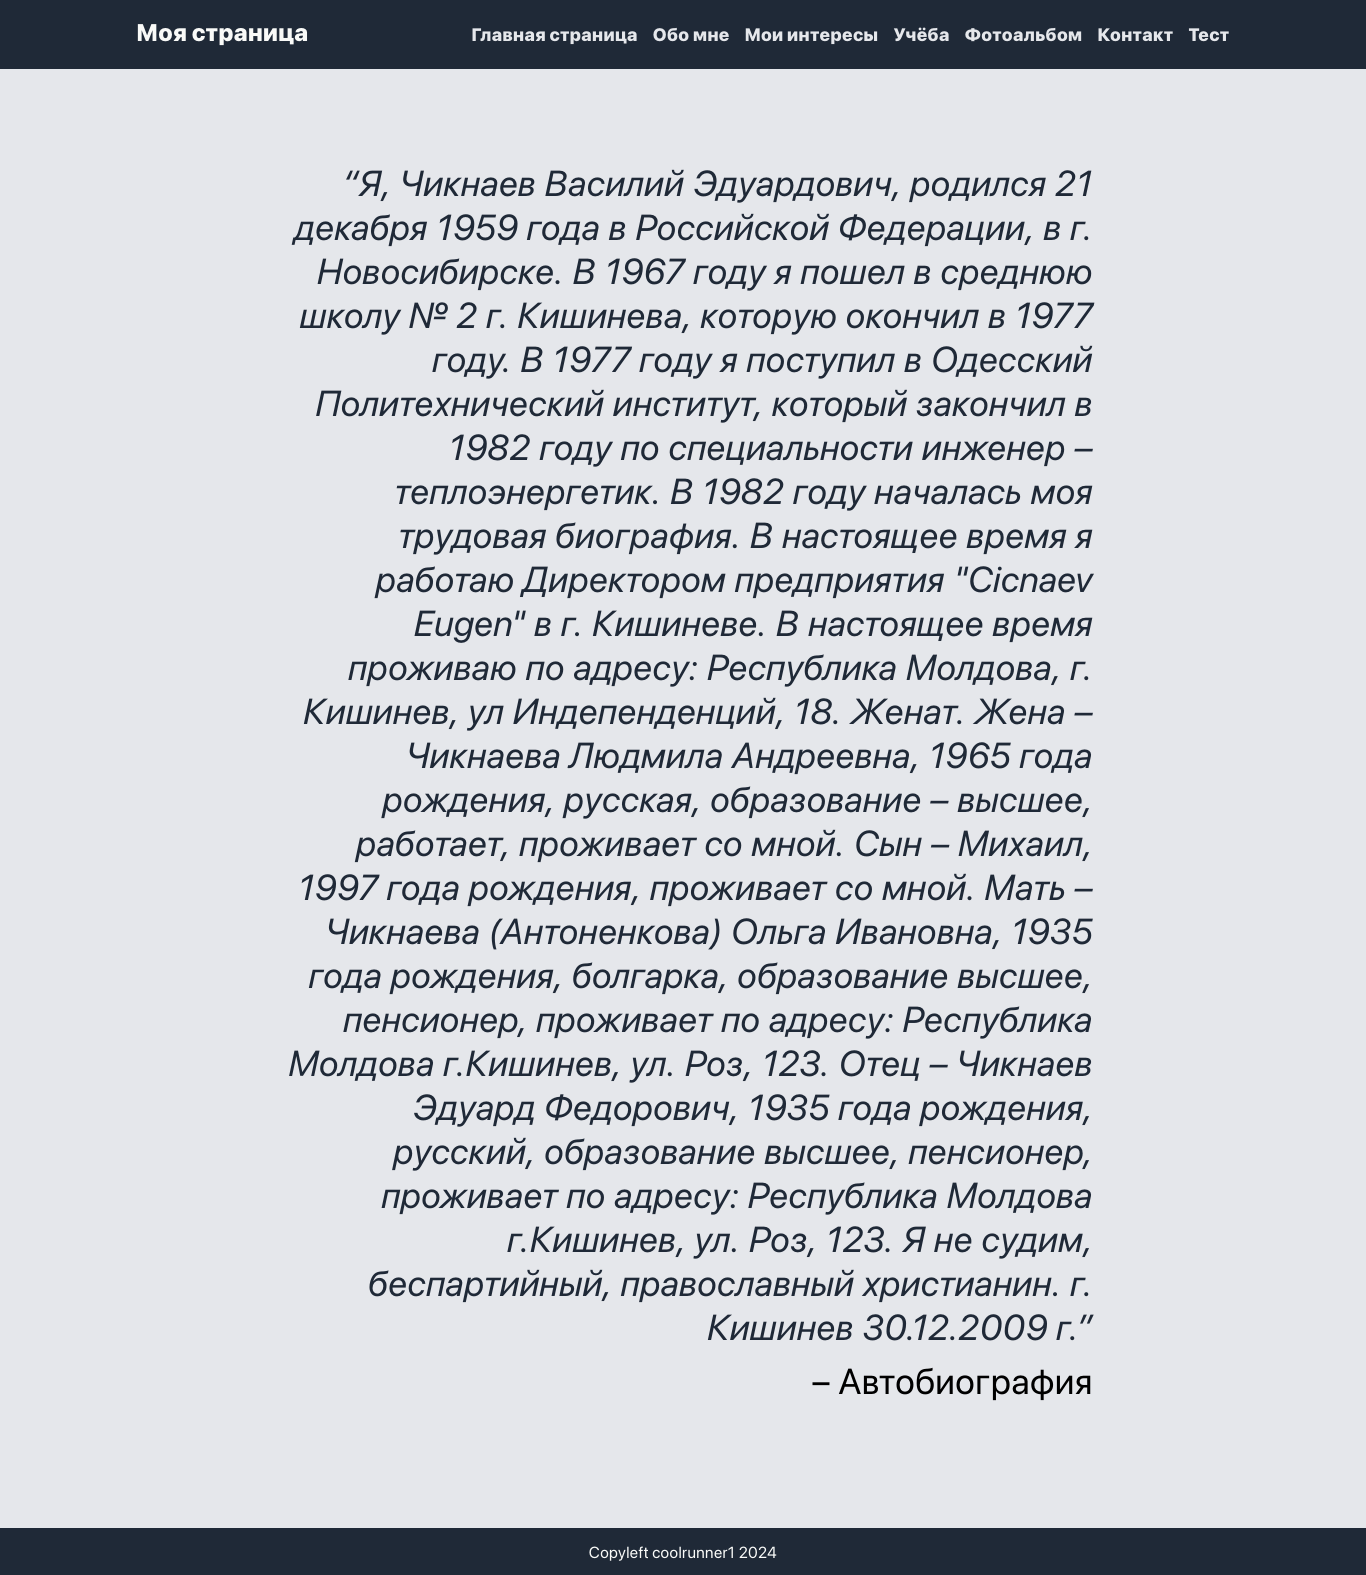 Моя страница
Главная страница Обо мне Мои интересы Учёба Фотоальбом Контакт Тест
“Я, Чикнаев Василий Эдуардович, родился 21
декабря 1959 года в Российской Федерации, в г.
Новосибирске. В 1967 году я пошел в среднюю
школу № 2 г. Кишинева, которую окончил в 1977
году. В 1977 году я поступил в Одесский
Политехнический институт, который закончил в
1982 году по специальности инженер –
теплоэнергетик. В 1982 году началась моя
трудовая биография. В настоящее время я
работаю Директором предприятия "Cicnaev
Eugen" в г. Кишиневе. В настоящее время
проживаю по адресу: Республика Молдова, г.
Кишинев, ул Индепенденций, 18. Женат. Жена –
Чикнаева Людмила Андреевна, 1965 года
рождения, русская, образование – высшее,
работает, проживает со мной. Сын – Михаил,
1997 года рождения, проживает со мной. Мать –
Чикнаева (Антоненкова) Ольга Ивановна, 1935
года рождения, болгарка, образование высшее,
пенсионер, проживает по адресу: Республика
Молдова г.Кишинев, ул. Роз, 123. Отец – Чикнаев
Эдуард Федорович, 1935 года рождения,
русский, образование высшее, пенсионер,
проживает по адресу: Республика Молдова
г.Кишинев, ул. Роз, 123. Я не судим,
беспартийный, православный христианин. г.
Кишинев 30.12.2009 г.”
– Автобиография
Copyleft coolrunner1 2024